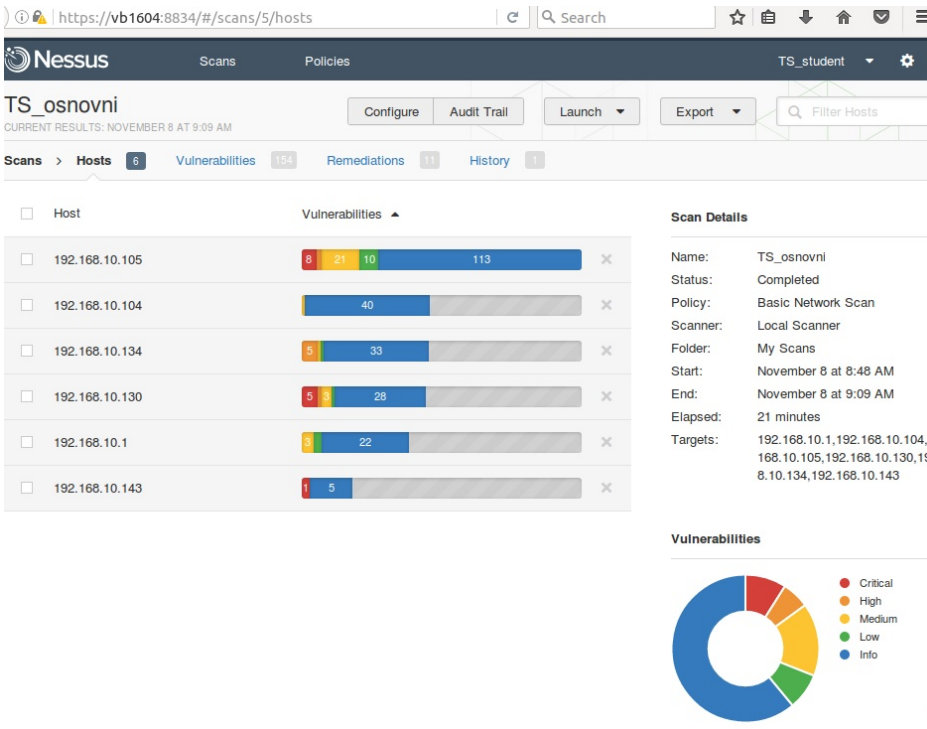 https://vb1604:8834/#/scans/5/hosts
Search
Nessus
Scans
Policies
TS_student
TS_osnovni
CURRENT RESULTS: NOVEMBER 8 AT 9:09 AM
Configure
Audit Trail
Launch
Export
Filter Hosts
Scans > Hosts 6
Vulnerabilities 154
Remediations 11
History 1
Host
Vulnerabilities
192.168.10.105
8 21 10 113
192.168.10.104
40
192.168.10.134
5 33
192.168.10.130
5 3 28
192.168.10.1
3 22
192.168.10.143
1 5
Scan Details
Name: TS_osnovni
Status: Completed
Policy: Basic Network Scan
Scanner: Local Scanner
Folder: My Scans
Start: November 8 at 8:48 AM
End: November 8 at 9:09 AM
Elapsed: 21 minutes
Targets: 192.168.10.1,192.168.10.104,
168.10.105,192.168.10.130,19
8.10.134,192.168.10.143
Vulnerabilities
Critical
High
Medium
Low
Info